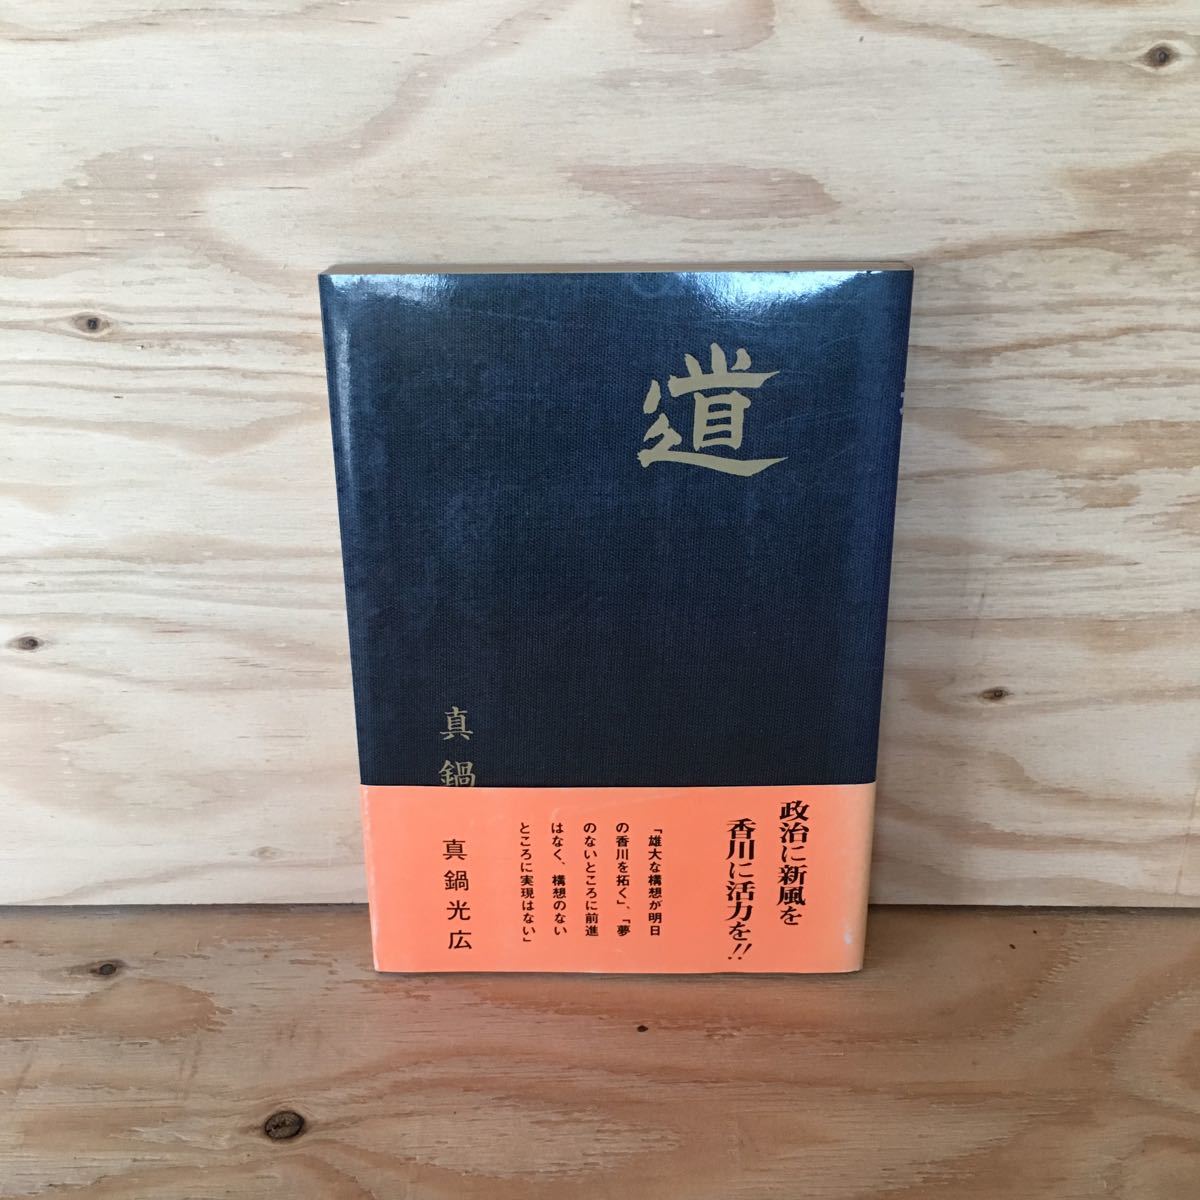 道
真鍋
政治に新風を
香川に活力を!!
「雄大な構想が明日
の香川を拓く」、「夢
のないところに前進
はなく、構想のない
ところに実現はない」
真鍋光広